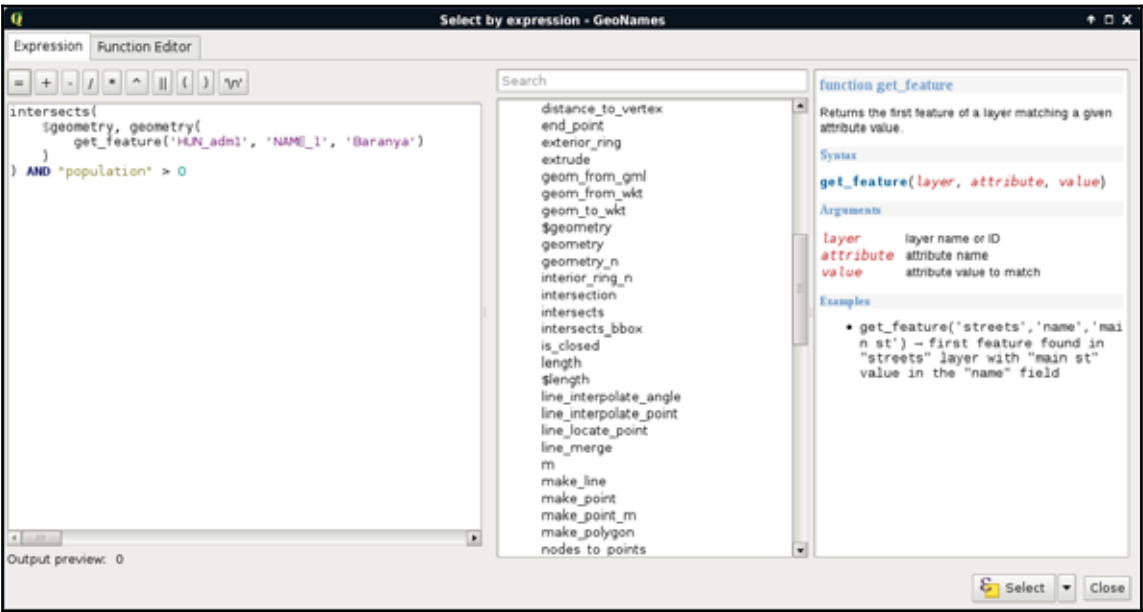 Select by expression - GeoNames
Expression Function Editor
= + - / * ^ || ( ) '\n'
intersects(
$geometry, geometry(
get_feature('HUN_adm1', 'NAME_1', 'Baranya')
)
) AND "population" > 0
Output preview: 0
Search
distance_to_vertex
end_point
exterior_ring
extrude
geom_from_gml
geom_from_wkt
geom_to_wkt
$geometry
geometry
geometry_n
interior_ring_n
intersection
intersects
intersects_bbox
is_closed
length
$length
line_interpolate_angle
line_interpolate_point
line_locate_point
line_merge
m
make_line
make_point
make_point_m
make_polygon
nodes_to_points
function get_feature
Returns the first feature of a layer matching a given
attribute value.
Syntax
get_feature(layer, attribute, value)
Arguments
layer layer name or ID
attribute attribute name
value attribute value to match
Examples
• get_feature('streets','name','mai
n st') → first feature found in
"streets" layer with "main st"
value in the "name" field
Select Close